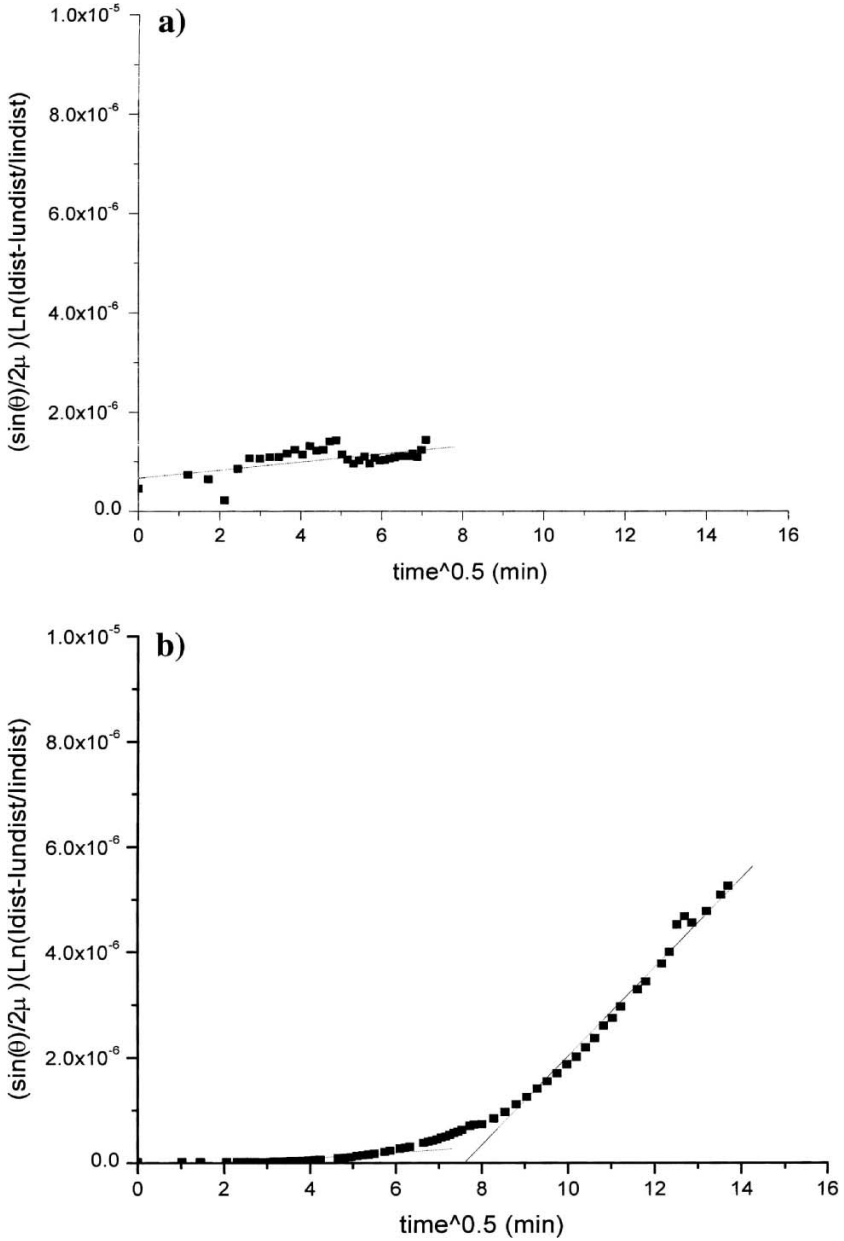 a)
1.0x10-5
8.0x10-6
6.0x10-6
4.0x10-6
2.0x10-6
0.0
(sin(θ)/2μ )(Ln(Idist-Iundist/Iindist)
0 2 4 6 8 10 12 14 16
time^0.5 (min)
b)
1.0x10-5
8.0x10-6
6.0x10-6
4.0x10-6
2.0x10-6
0.0
(sin(θ)/2μ )(Ln(Idist-Iundist/Iindist)
0 2 4 6 8 10 12 14 16
time^0.5 (min)